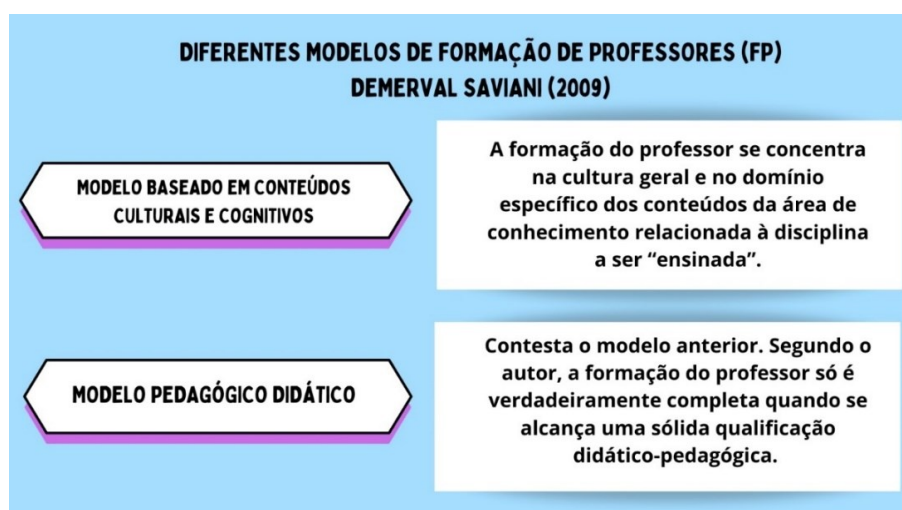 DIFERENTES MODELOS DE FORMAÇÃO DE PROFESSORES (FP)
DEMERVAL SAVIANI (2009)
MODELO BASEADO EM CONTEÚDOS
CULTURAIS E COGNITIVOS
A formação do professor se concentra
na cultura geral e no domínio
específico dos conteúdos da área de
conhecimento relacionada à disciplina
a ser “ensinada”.
MODELO PEDAGÓGICO DIDÁTICO
Contesta o modelo anterior. Segundo o
autor, a formação do professor só é
verdadeiramente completa quando se
alcança uma sólida qualificação
didático-pedagógica.